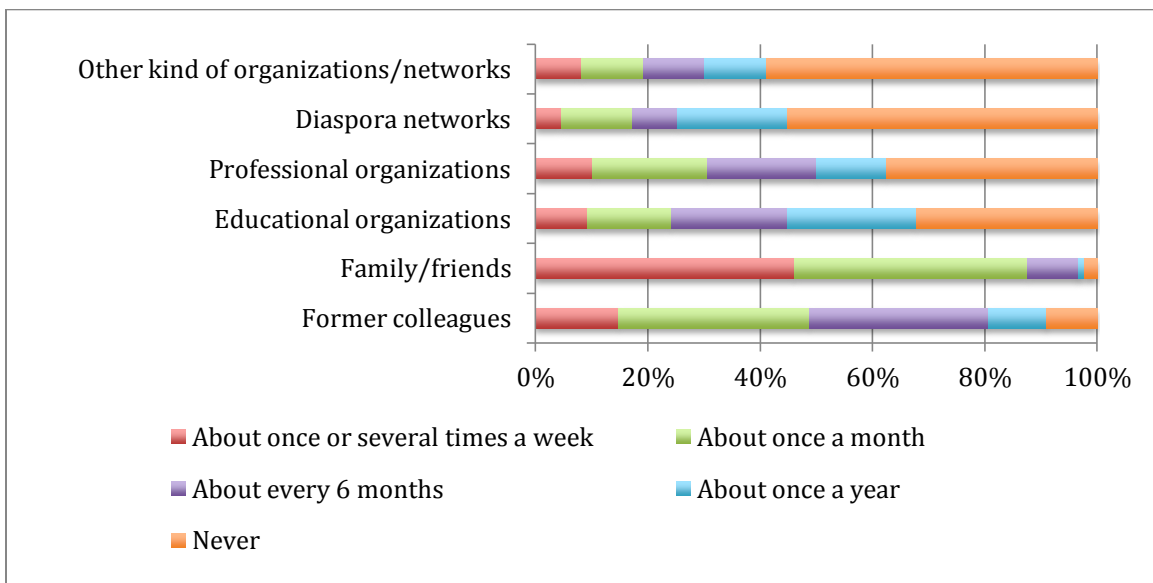 Other kind of organizations/networks
Diaspora networks
Professional organizations
Educational organizations
Family/friends
Former colleagues
0% 20% 40% 60% 80% 100%
About once or several times a week
About once a month
About every 6 months
About once a year
Never